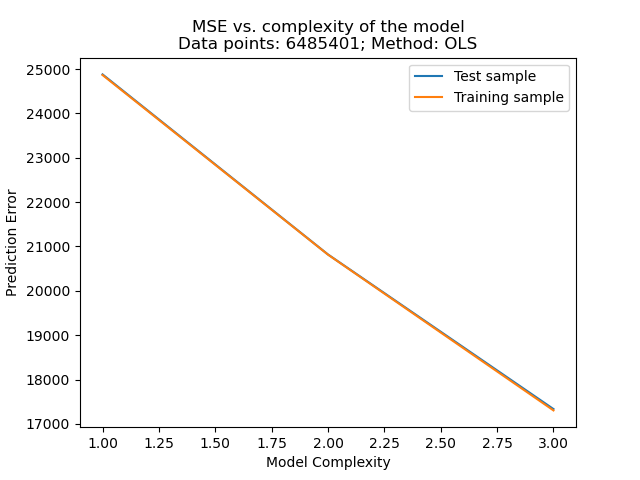 MSE vs. complexity of the model
Data points: 6485401; Method: OLS
Test sample
Training sample
Prediction Error
25000
24000
23000
22000
21000
20000
19000
18000
17000
1.00 1.25 1.50 1.75 2.00 2.25 2.50 2.75 3.00
Model Complexity